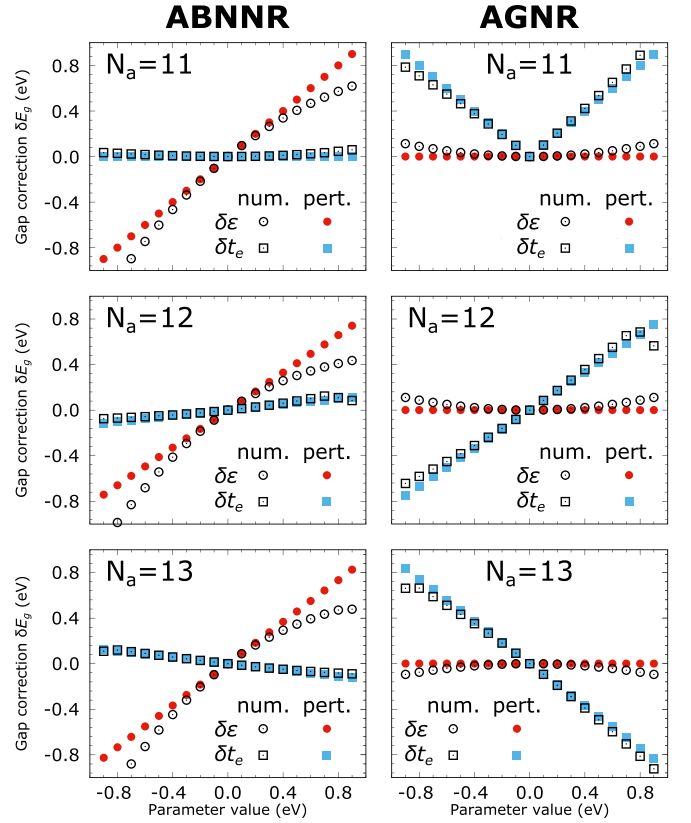 ABNNR AGNR
Gap correction δE_g (eV)
0.8
0.4
0.0
-0.4
-0.8
N_a=11
num. pert.
δε
δt_e
N_a=11
num. pert.
δε
δt_e
Gap correction δE_g (eV)
0.8
0.4
0.0
-0.4
-0.8
N_a=12
num. pert.
δε
δt_e
N_a=12
num. pert.
δε
δt_e
Gap correction δE_g (eV)
0.8
0.4
0.0
-0.4
-0.8
N_a=13
num. pert.
δε
δt_e
N_a=13
num. pert.
δε
δt_e
-0.8 -0.4 0.0 0.4 0.8
Parameter value (eV)
-0.8 -0.4 0.0 0.4 0.8
Parameter value (eV)